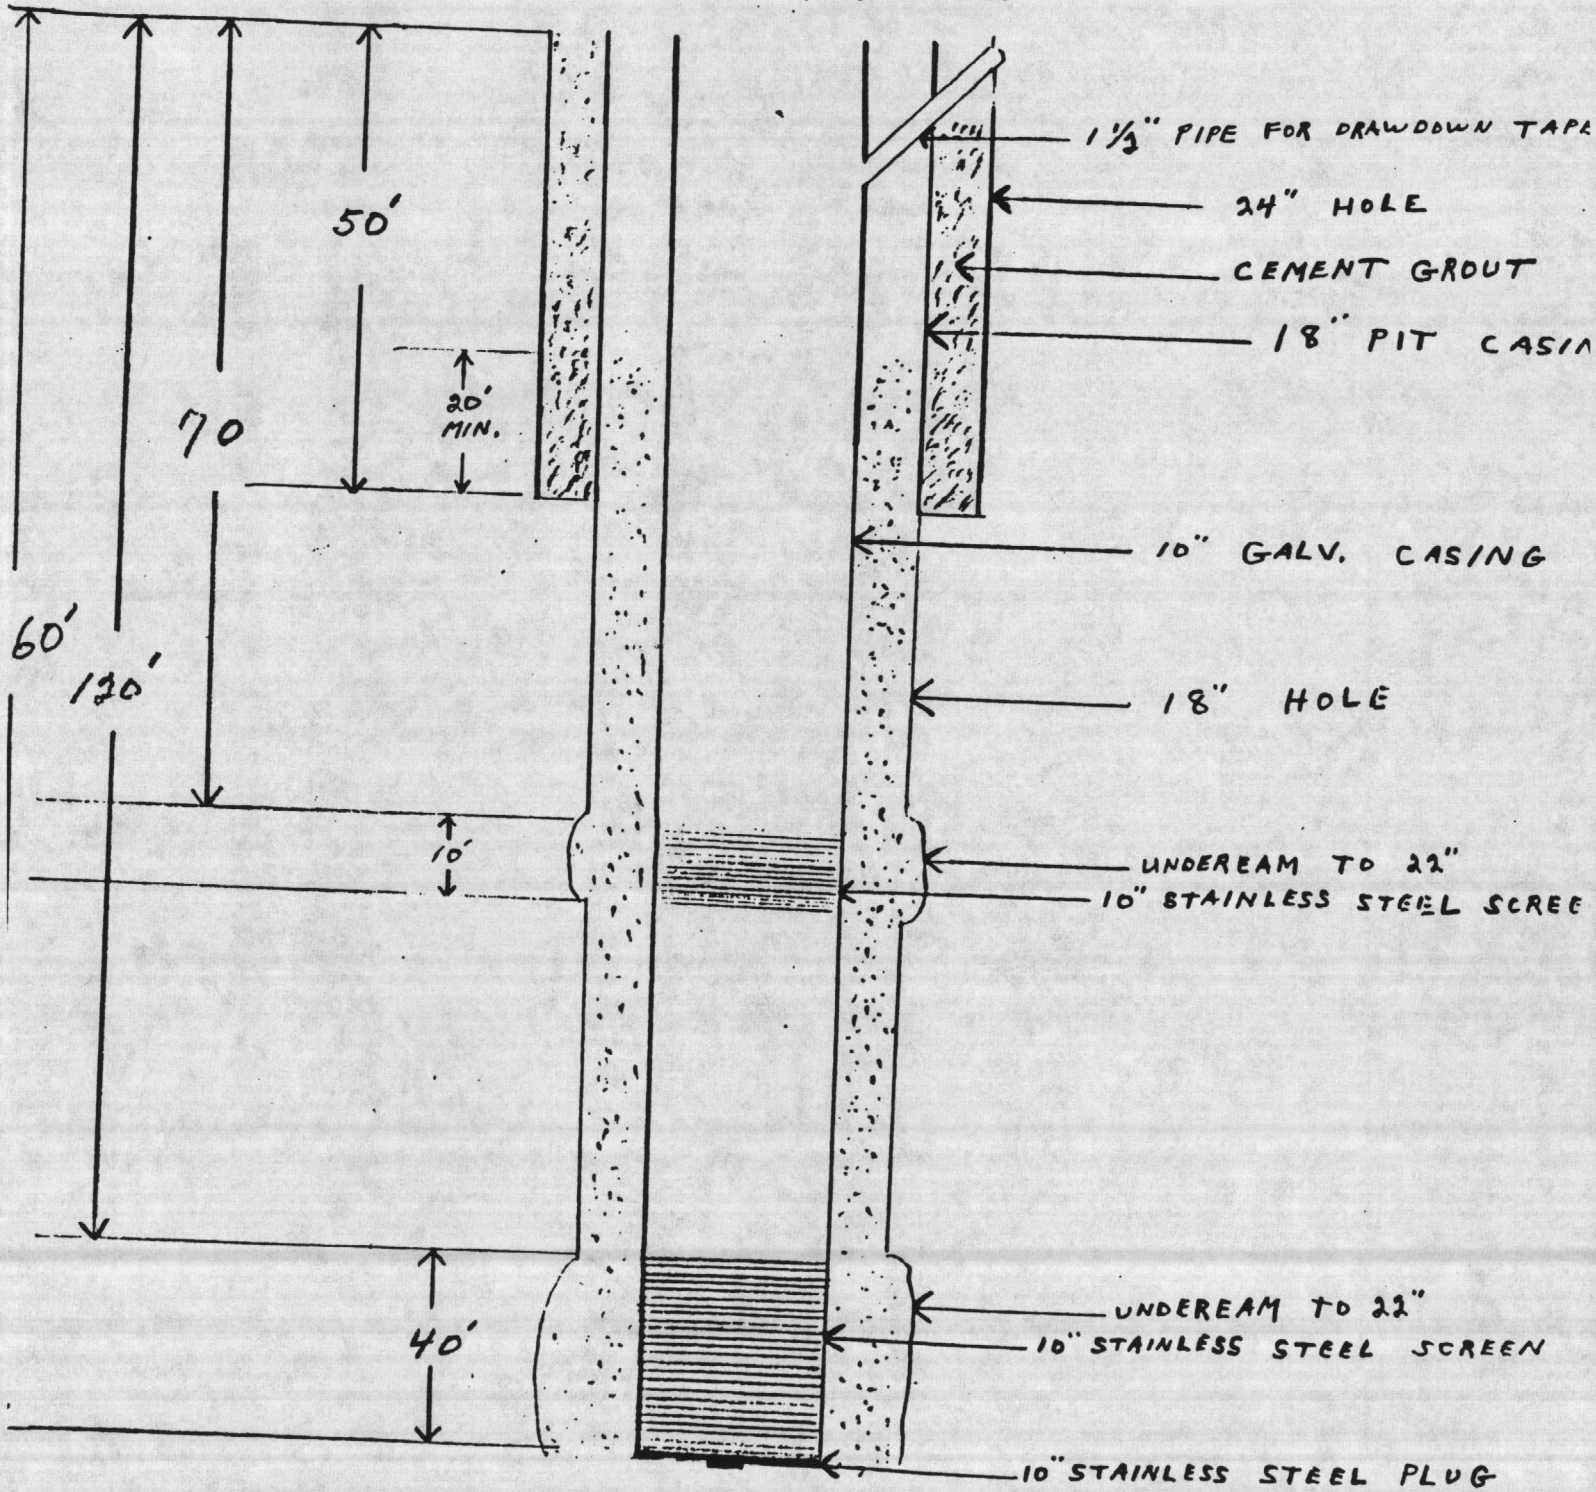 1 1/2" PIPE FOR DRAWDOWN TAPE
24" HOLE
50'
CEMENT GROUT
18" PIT CASIN
20'
MIN.
70
10" GALV. CASING
60'
120'
18" HOLE
10'
UNDEREAM TO 22"
10" STAINLESS STEEL SCREE
40'
UNDEREAM TO 22"
10" STAINLESS STEEL SCREEN
10" STAINLESS STEEL PLUG